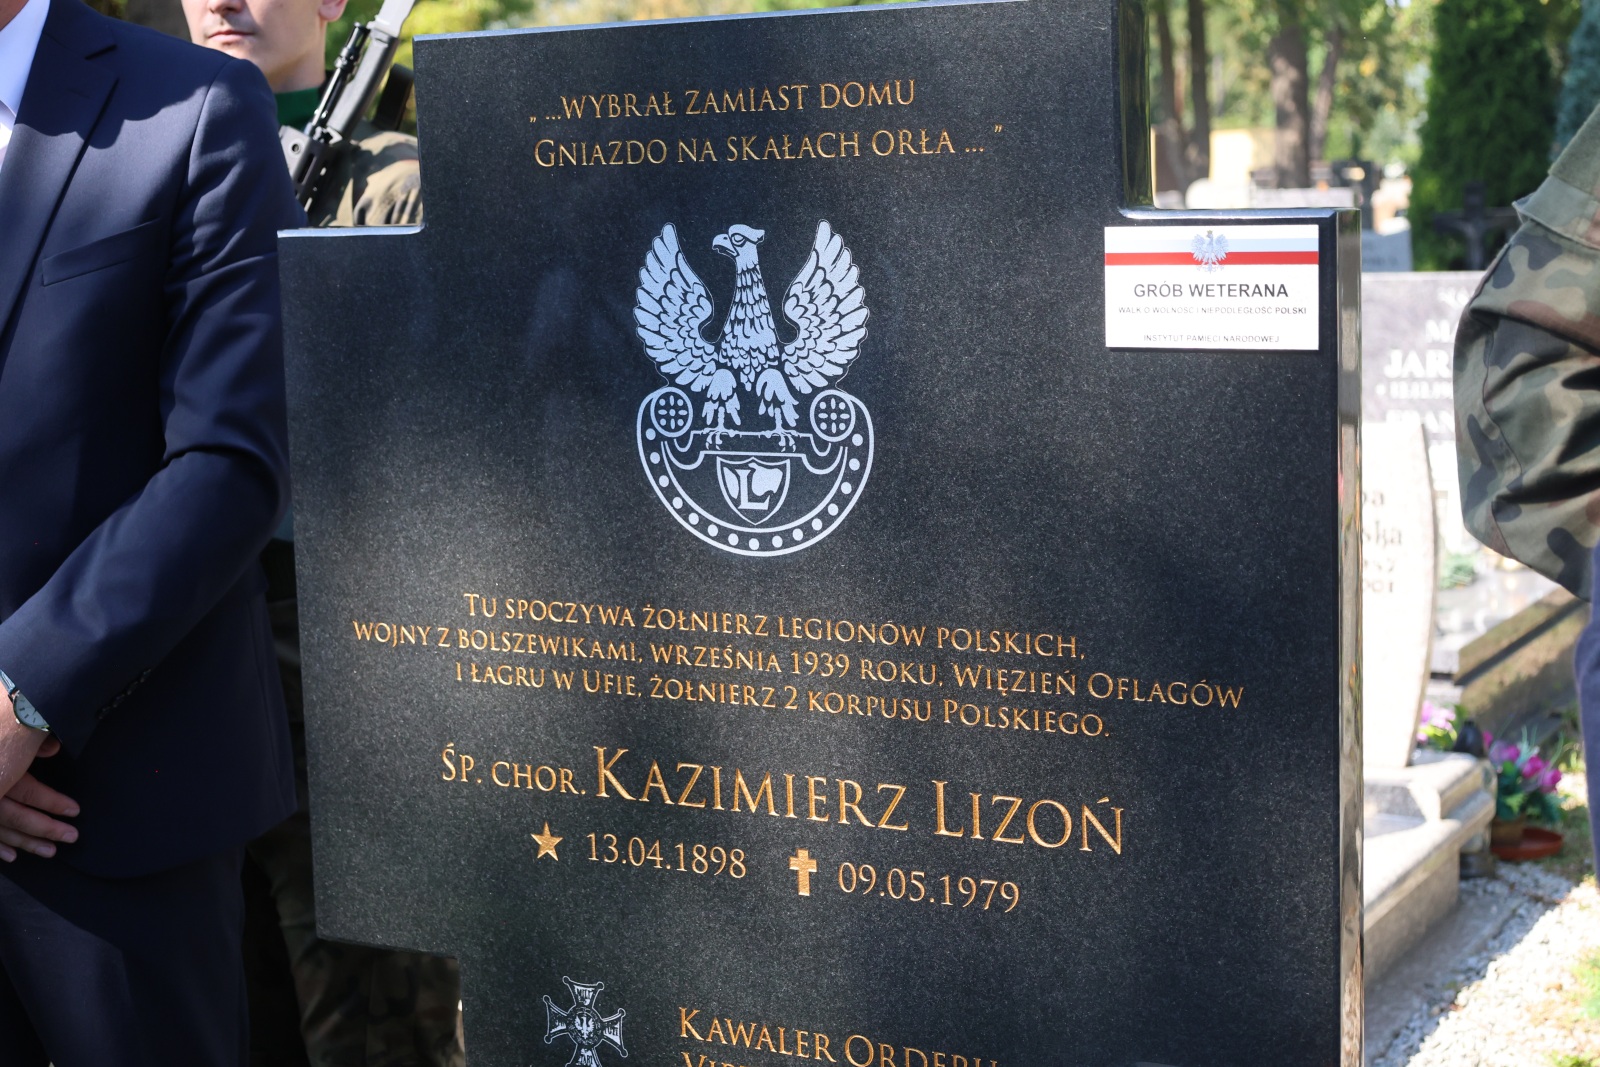 „ ...WYBRAŁ ZAMIAST DOMU
GNIAZDO NA SKAŁACH ORŁA ... ”
GRÓB WETERANA
WALK O WOLNOŚĆ I NIEPODLEGŁOŚĆ POLSKI
INSTYTUT PAMIĘCI NARODOWEJ
L
TU SPOCZYWA ŻOŁNIERZ LEGIONÓW POLSKICH,
WOJNY Z BOLSZEWIKAMI, WRZEŚNIA 1939 ROKU, WIĘZIEŃ OFLAGÓW
I ŁAGRU W UFIE, ŻOŁNIERZ 2 KORPUSU POLSKIEGO.
ŚP. CHOR. KAZIMIERZ LIZOŃ
13.04.1898 09.05.1979
KAWALER ORDERU
JAR